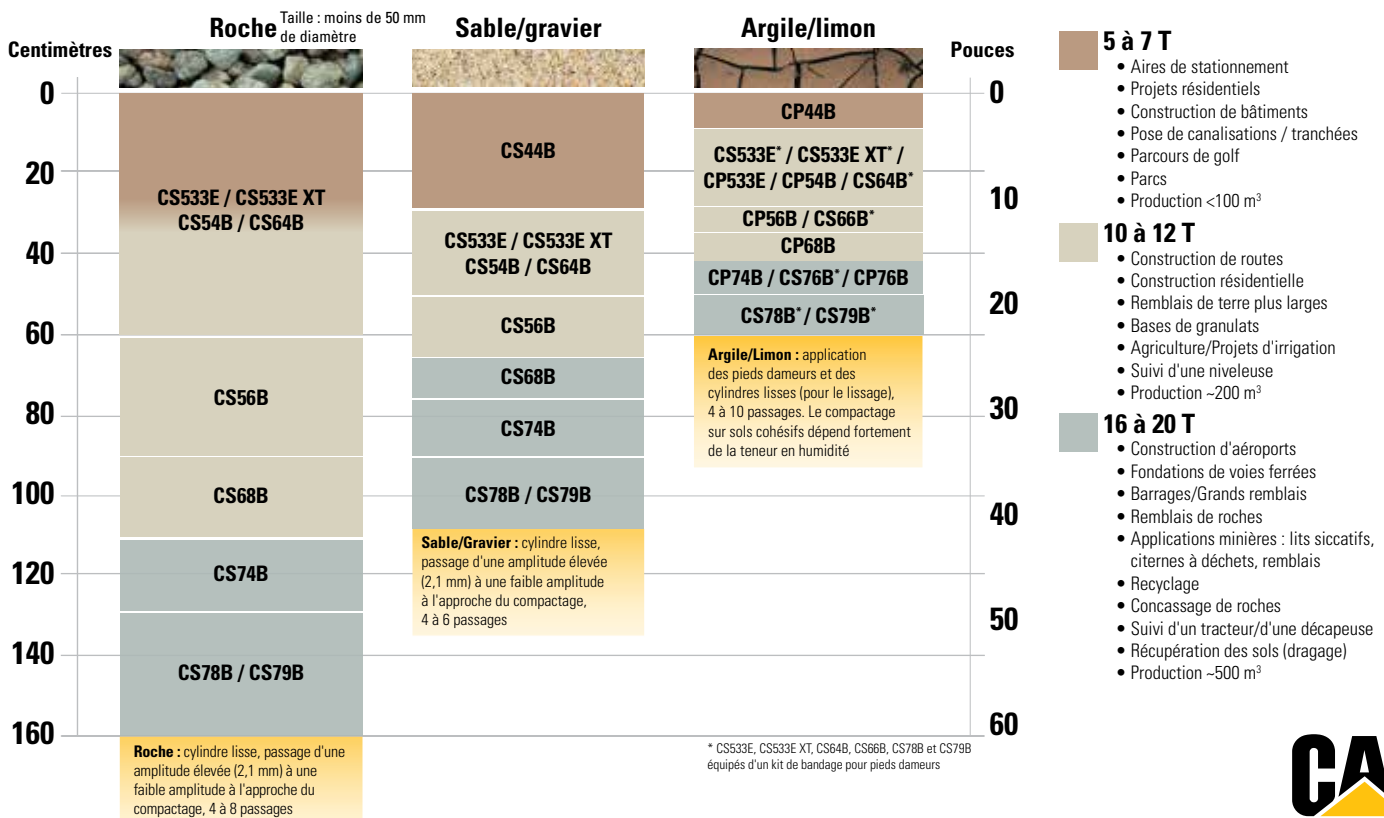 Roche
Taille : moins de 50 mm
de diamètre
Sable/gravier
Argile/limon
Centimètres
Pouces
0
20
40
60
80
100
120
140
160
CS533E / CS533E XT
CS54B / CS64B
CS56B
CS68B
CS74B
CS78B / CS79B
Roche : cylindre lisse, passage d'une
amplitude élevée (2,1 mm) à une
faible amplitude à l'approche du
compactage, 4 à 8 passages
CS44B
CS533E / CS533E XT
CS54B / CS64B
CS56B
CS68B
CS74B
CS78B / CS79B
Sable/Gravier : cylindre lisse,
passage d'une amplitude élevée
(2,1 mm) à une faible amplitude
à l'approche du compactage,
4 à 6 passages
CP44B
CS533E* / CS533E XT* /
CP533E / CP54B / CS64B*
CP56B / CS66B*
CP68B
CP74B / CS76B* / CP76B
CS78B* / CS79B*
Argile/Limon : application
des pieds dameurs et des
cylindres lisses (pour le lissage),
4 à 10 passages. Le compactage
sur sols cohésifs dépend fortement
de la teneur en humidité
* CS533E, CS533E XT, CS64B, CS66B, CS78B et CS79B
équipés d'un kit de bandage pour pieds dameurs
0
10
20
30
40
50
60
5 à 7 T
• Aires de stationnement
• Projets résidentiels
• Construction de bâtiments
• Pose de canalisations / tranchées
• Parcours de golf
• Parcs
• Production <100 m³
10 à 12 T
• Construction de routes
• Construction résidentielle
• Remblais de terre plus larges
• Bases de granulats
• Agriculture/Projets d'irrigation
• Suivi d'une niveleuse
• Production ~200 m³
16 à 20 T
• Construction d'aéroports
• Fondations de voies ferrées
• Barrages/Grands remblais
• Remblais de roches
• Applications minières : lits siccatifs,
citernes à déchets, remblais
• Recyclage
• Concassage de roches
• Suivi d'un tracteur/d'une décapeuse
• Récupération des sols (dragage)
• Production ~500 m³
CA